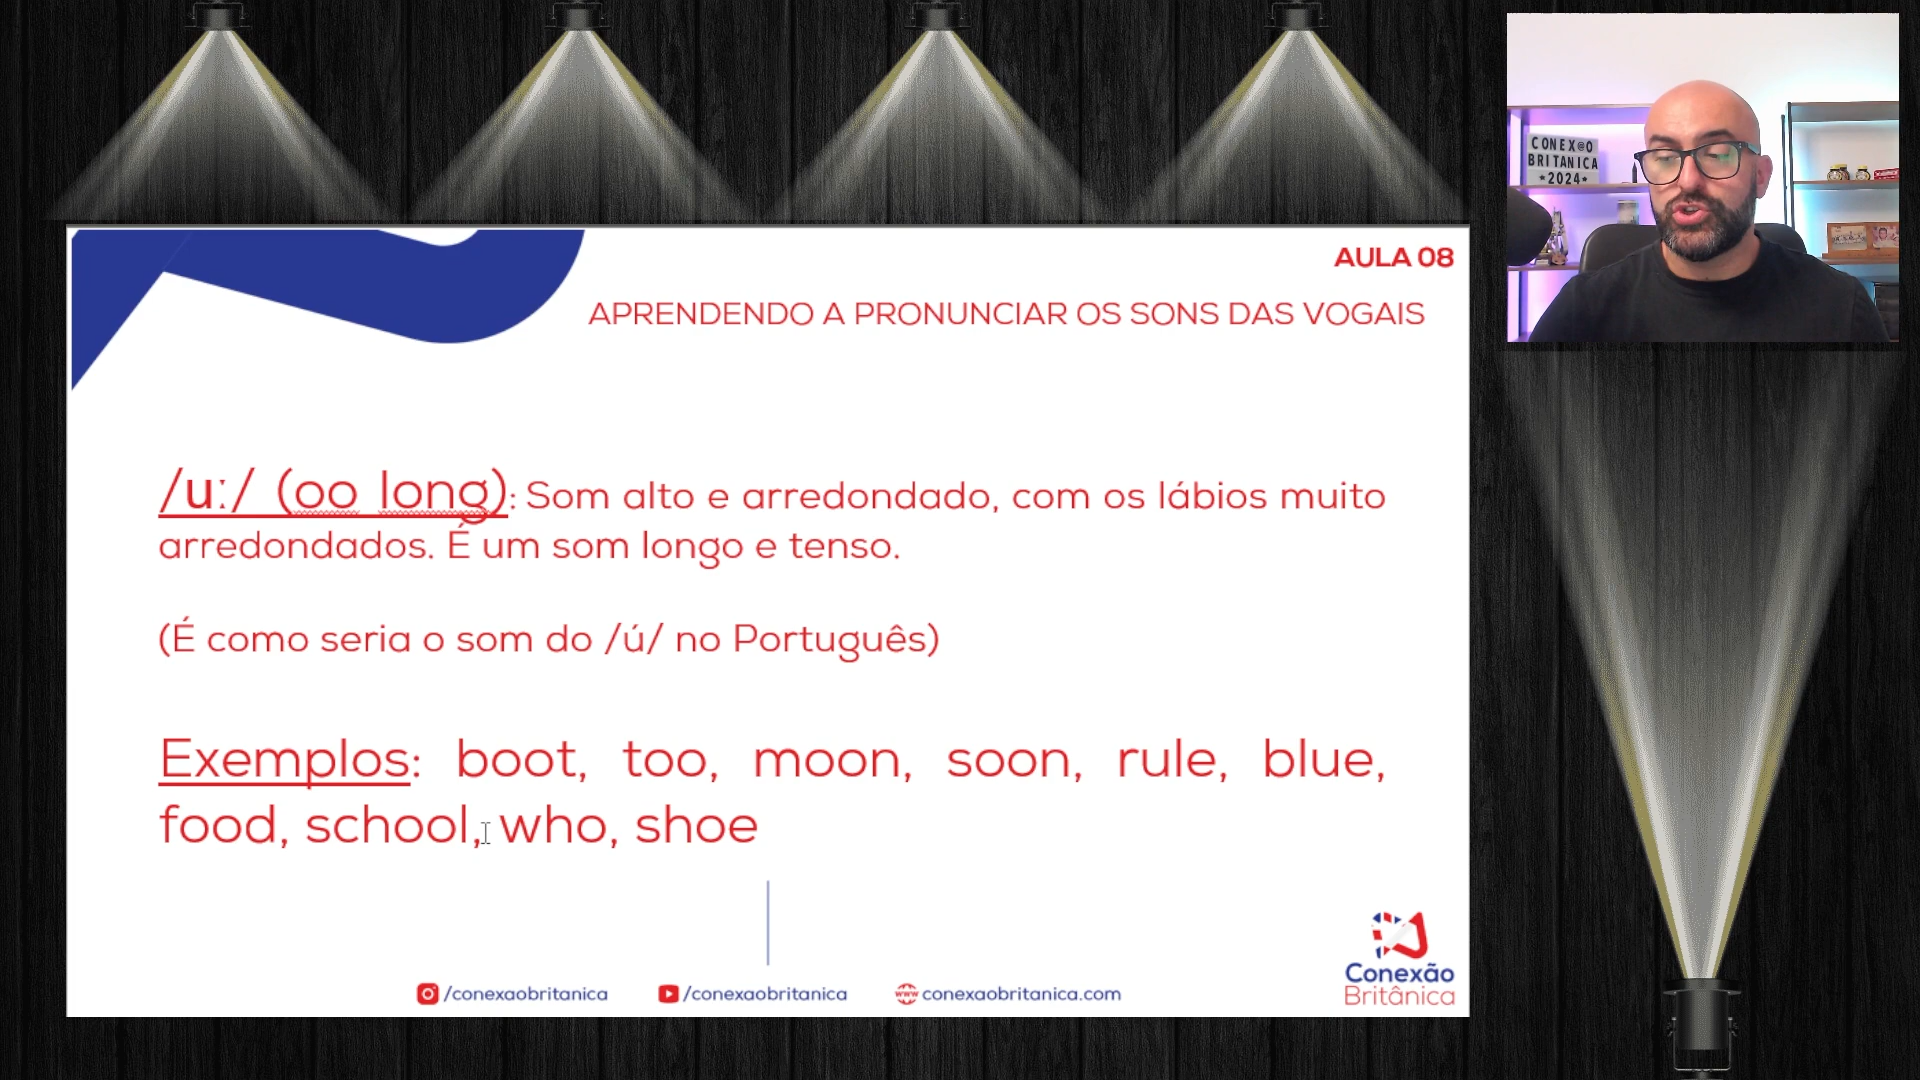 CONEX@O
BRITANICA
★2024★
AULA 08
APRENDENDO A PRONUNCIAR OS SONS DAS VOGAIS
/uː/ (oo long): Som alto e arredondado, com os lábios muito
arredondados. É um som longo e tenso.
(É como seria o som do /ú/ no Português)
Exemplos: boot, too, moon, soon, rule, blue,
food, school, who, shoe
/conexaobritanica
/conexaobritanica
www
conexaobritanica.com
Conexão
Britânica